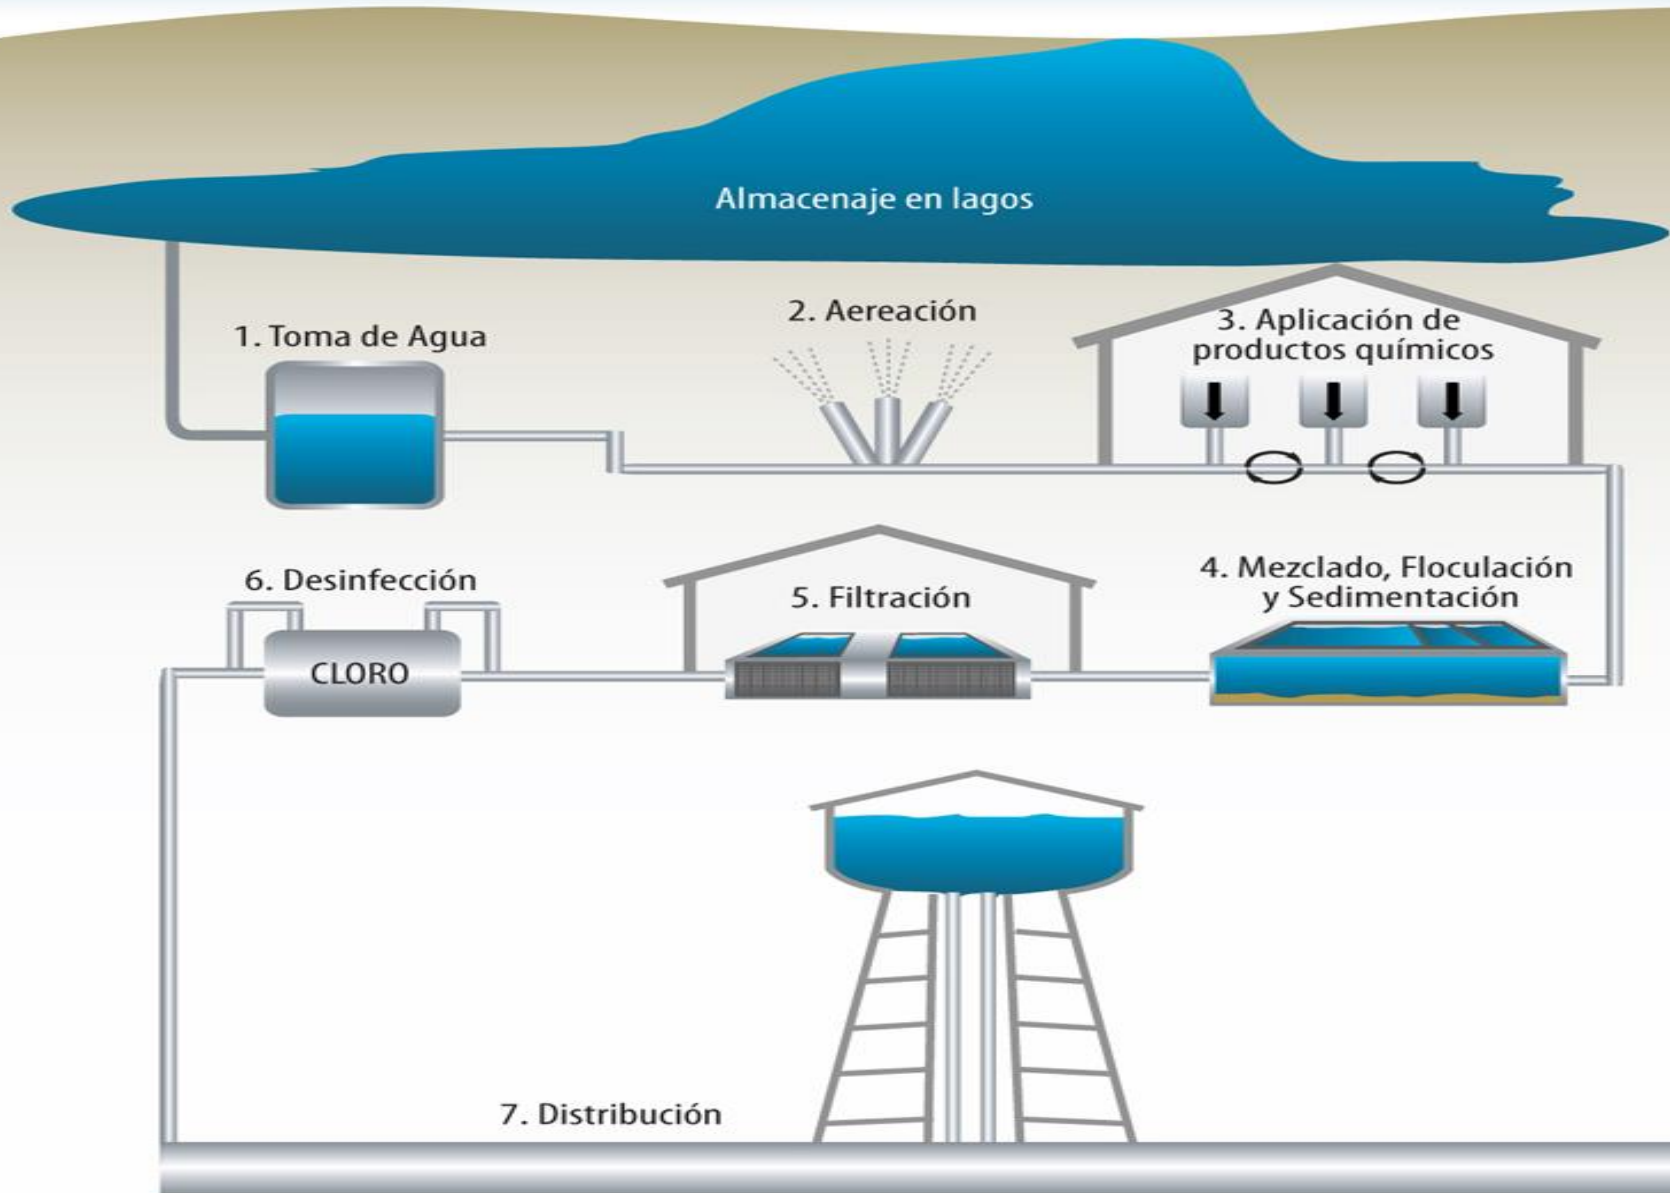 Almacenaje en lagos
1. Toma de Agua
2. Aereación
3. Aplicación de
productos químicos
4. Mezclado, Floculación
y Sedimentación
5. Filtración
6. Desinfección
CLORO
7. Distribución